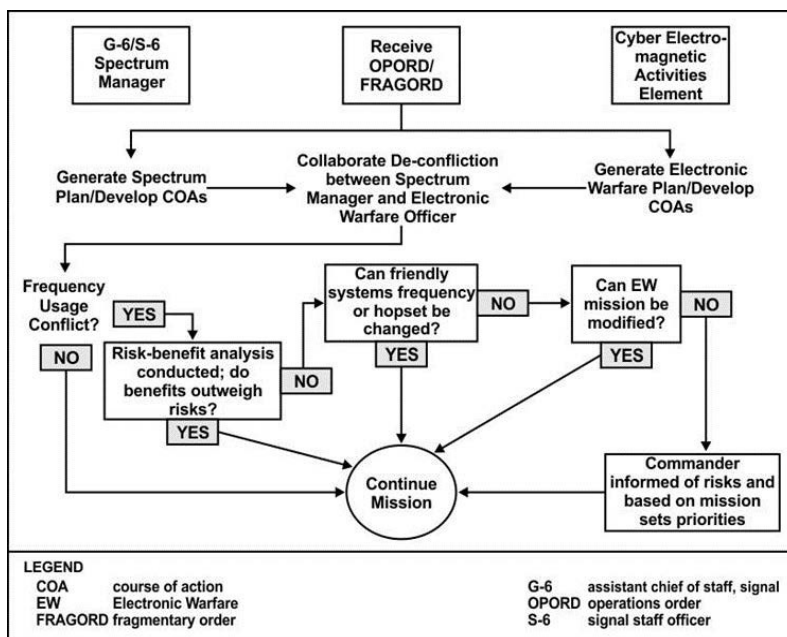 G-6/S-6
Spectrum
Manager
Receive
OPORD/
FRAGORD
Cyber Electro-
magnetic
Activities
Element
Generate Spectrum
Plan/Develop COAs
Collaborate De-confliction
between Spectrum
Manager and Electronic
Warfare Officer
Generate Electronic
Warfare Plan/Develop
COAs
Frequency
Usage
Conflict?
YES
NO
Risk-benefit analysis
conducted; do
benefits outweigh
risks?
NO
YES
Can friendly
systems frequency
or hopset be
changed?
NO
YES
Can EW
mission be
modified?
NO
YES
Continue
Mission
Commander
informed of risks and
based on mission
sets priorities
LEGEND
COA course of action
EW Electronic Warfare
FRAGORD fragmentary order
G-6 assistant chief of staff, signal
OPORD operations order
S-6 signal staff officer